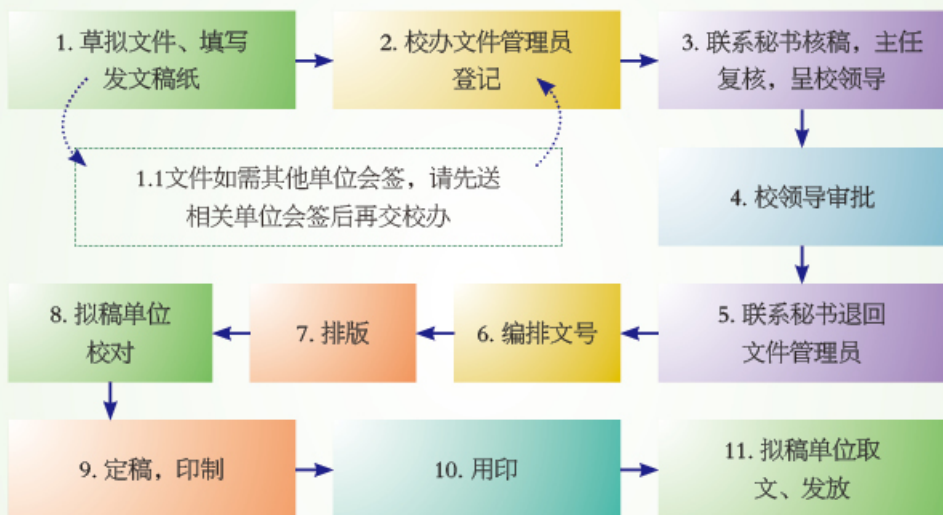 1. 草拟文件、填写
发文稿纸
2. 校办文件管理员
登记
3. 联系秘书核稿，主任
复核，呈校领导
1.1文件如需其他单位会签，请先送
相关单位会签后再交校办
4. 校领导审批
5. 联系秘书退回
文件管理员
6. 编排文号
7. 排版
8. 拟稿单位
校对
9. 定稿，印制
10. 用印
11. 拟稿单位取
文、发放